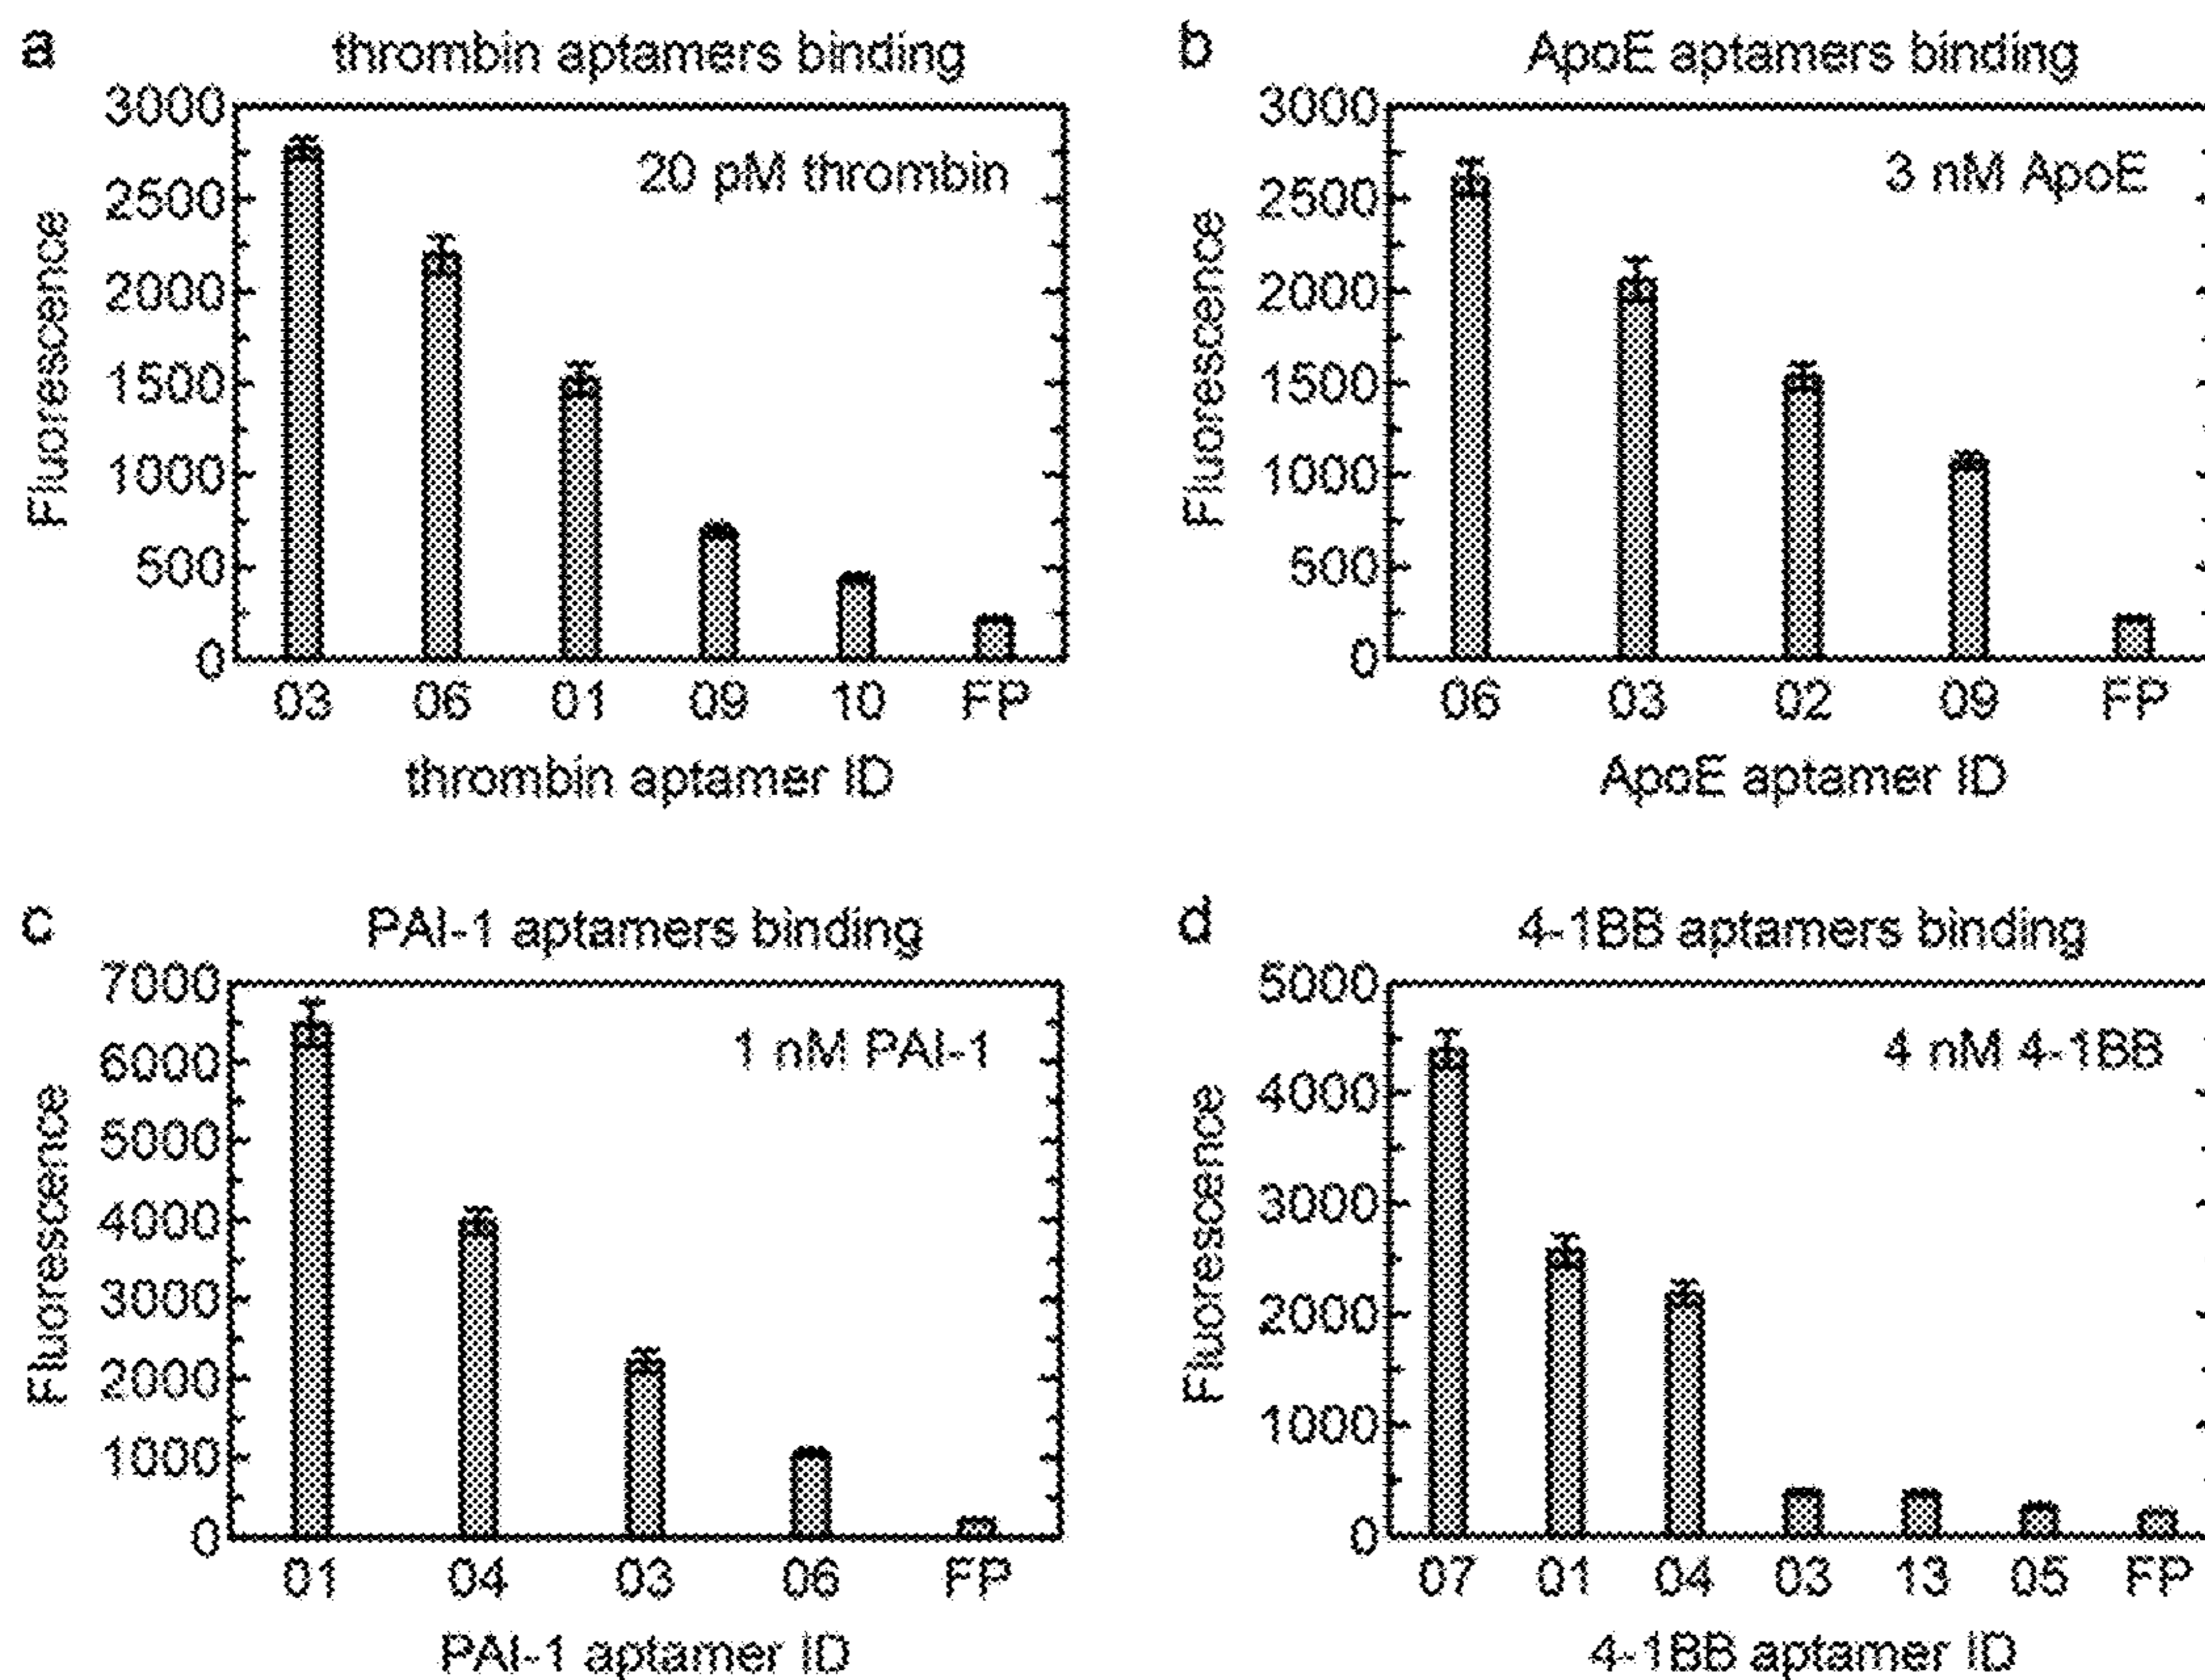 a
thrombin aptamers binding
3000
2500
2000
1500
1000
500
0
Fluorescence
20 pM thrombin
03 06 01 09 10 FP
thrombin aptamer ID
b
ApoE aptamers binding
3000
2500
2000
1500
1000
500
0
Fluorescence
3 nM ApoE
06 03 02 09 FP
ApoE aptamer ID
c
PAI-1 aptamers binding
7000
6000
5000
4000
3000
2000
1000
0
Fluorescence
1 nM PAI-1
01 04 03 06 FP
PAI-1 aptamer ID
d
4-1BB aptamers binding
5000
4000
3000
2000
1000
0
Fluorescence
4 nM 4-1BB
07 01 04 03 13 05 FP
4-1BB aptamer ID